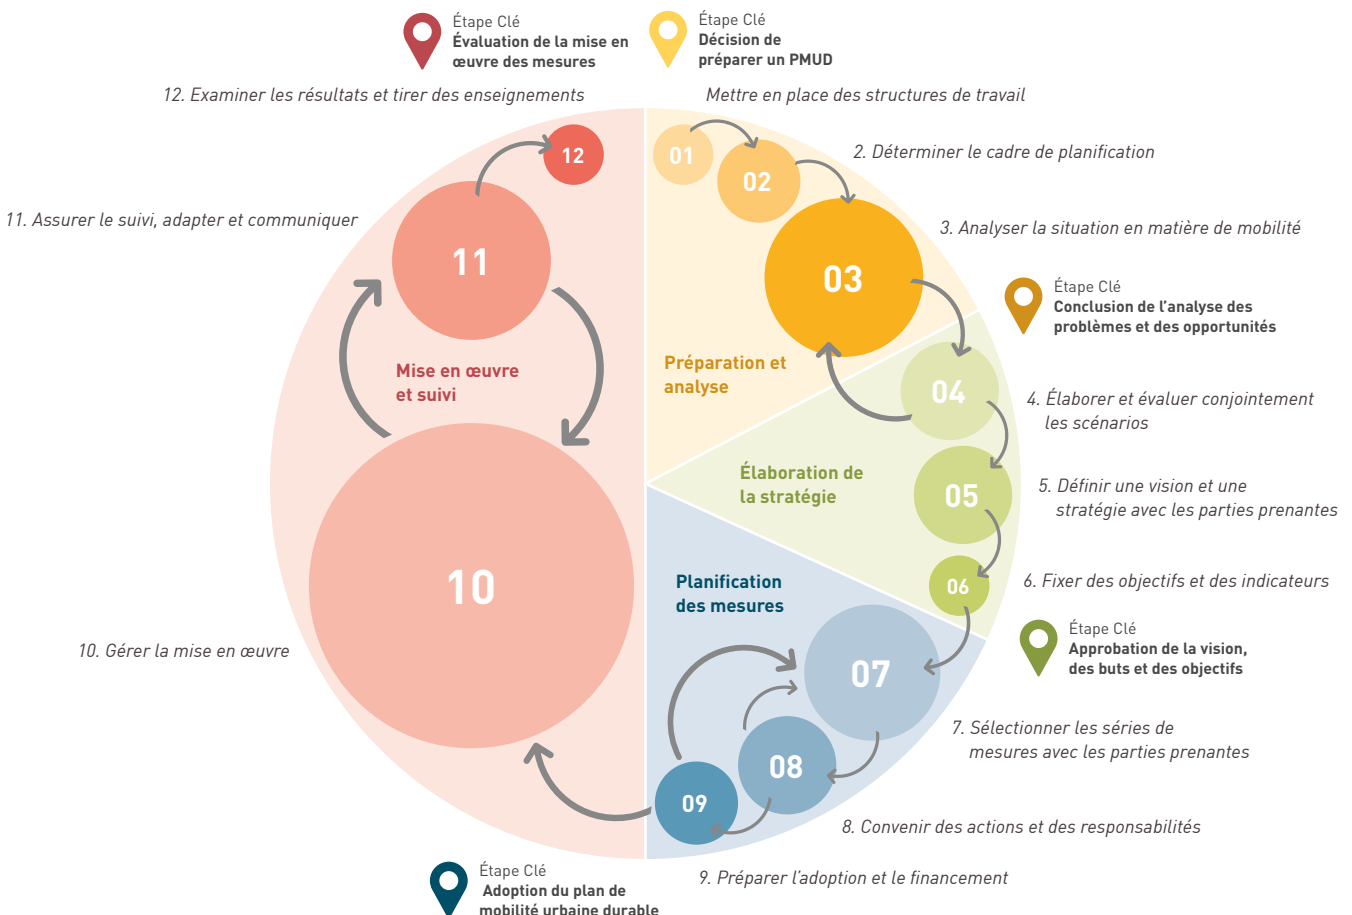 Étape Clé
Évaluation de la mise en
œuvre des mesures
Étape Clé
Décision de
préparer un PMUD
12. Examiner les résultats et tirer des enseignements
Mettre en place des structures de travail
12
01
02
2. Déterminer le cadre de planification
11. Assurer le suivi, adapter et communiquer
11
03
3. Analyser la situation en matière de mobilité
Étape Clé
Conclusion de l’analyse des
problèmes et des opportunités
Mise en œuvre
et suivi
Préparation et
analyse
04
4. Élaborer et évaluer conjointement
les scénarios
Élaboration de
la stratégie
05
5. Définir une vision et une
stratégie avec les parties prenantes
10
Planification
des mesures
06
6. Fixer des objectifs et des indicateurs
Étape Clé
Approbation de la vision,
des buts et des objectifs
10. Gérer la mise en œuvre
07
7. Sélectionner les séries de
mesures avec les parties prenantes
08
09
8. Convenir des actions et des responsabilités
Étape Clé
Adoption du plan de
mobilité urbaine durable
9. Préparer l’adoption et le financement